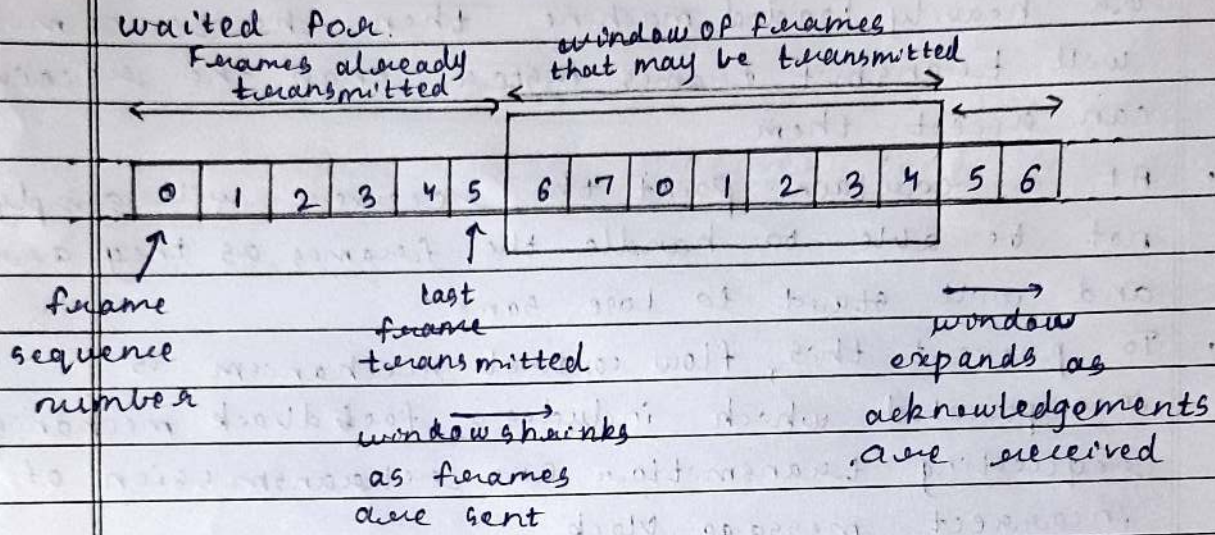 waited for.
Frames already
transmitted
window of frames
that may be transmitted
0 1 2 3 4 5 6 7 0 1 2 3 4 5 6
frame
sequence
number
last
frame
transmitted
window shrinks
as frames
are sent
window
expands as
acknowledgements
are received